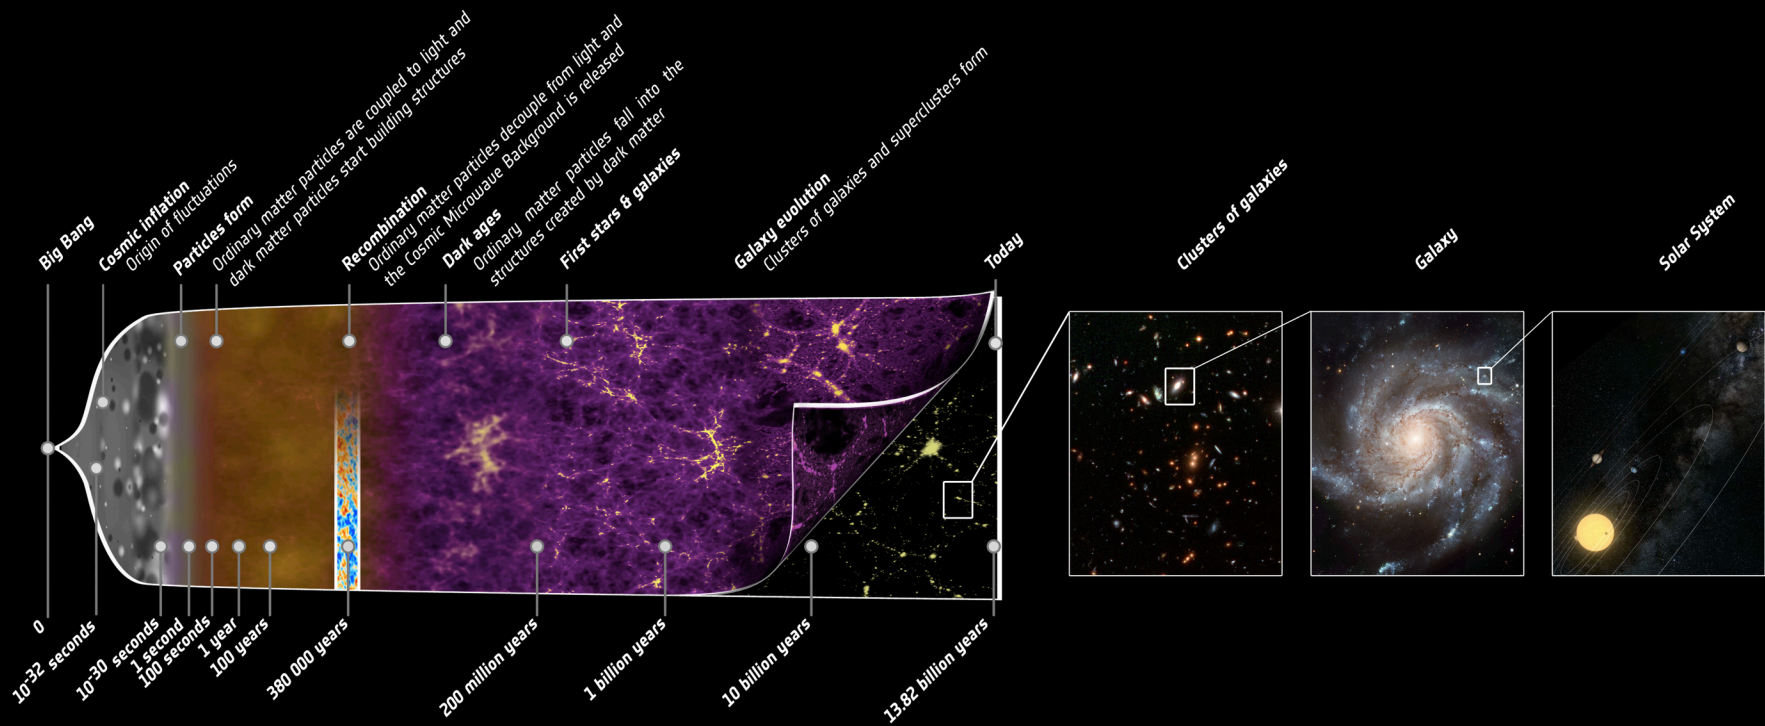 Big Bang
Cosmic inflation
Origin of fluctuations
Particles form
Ordinary matter particles are coupled to light and
dark matter particles start building structures
Recombination
Ordinary matter particles decouple from light and
the Cosmic Microwave Background is released
Dark ages
Ordinary matter particles fall into the
structures created by dark matter
First stars & galaxies
Galaxy evolution
Clusters of galaxies and superclusters form
Today
Clusters of galaxies
Galaxy
Solar System
0
10-32 seconds
10-30 seconds
1 second
100 seconds
1 year
100 years
380 000 years
200 million years
1 billion years
10 billion years
13.82 billion years